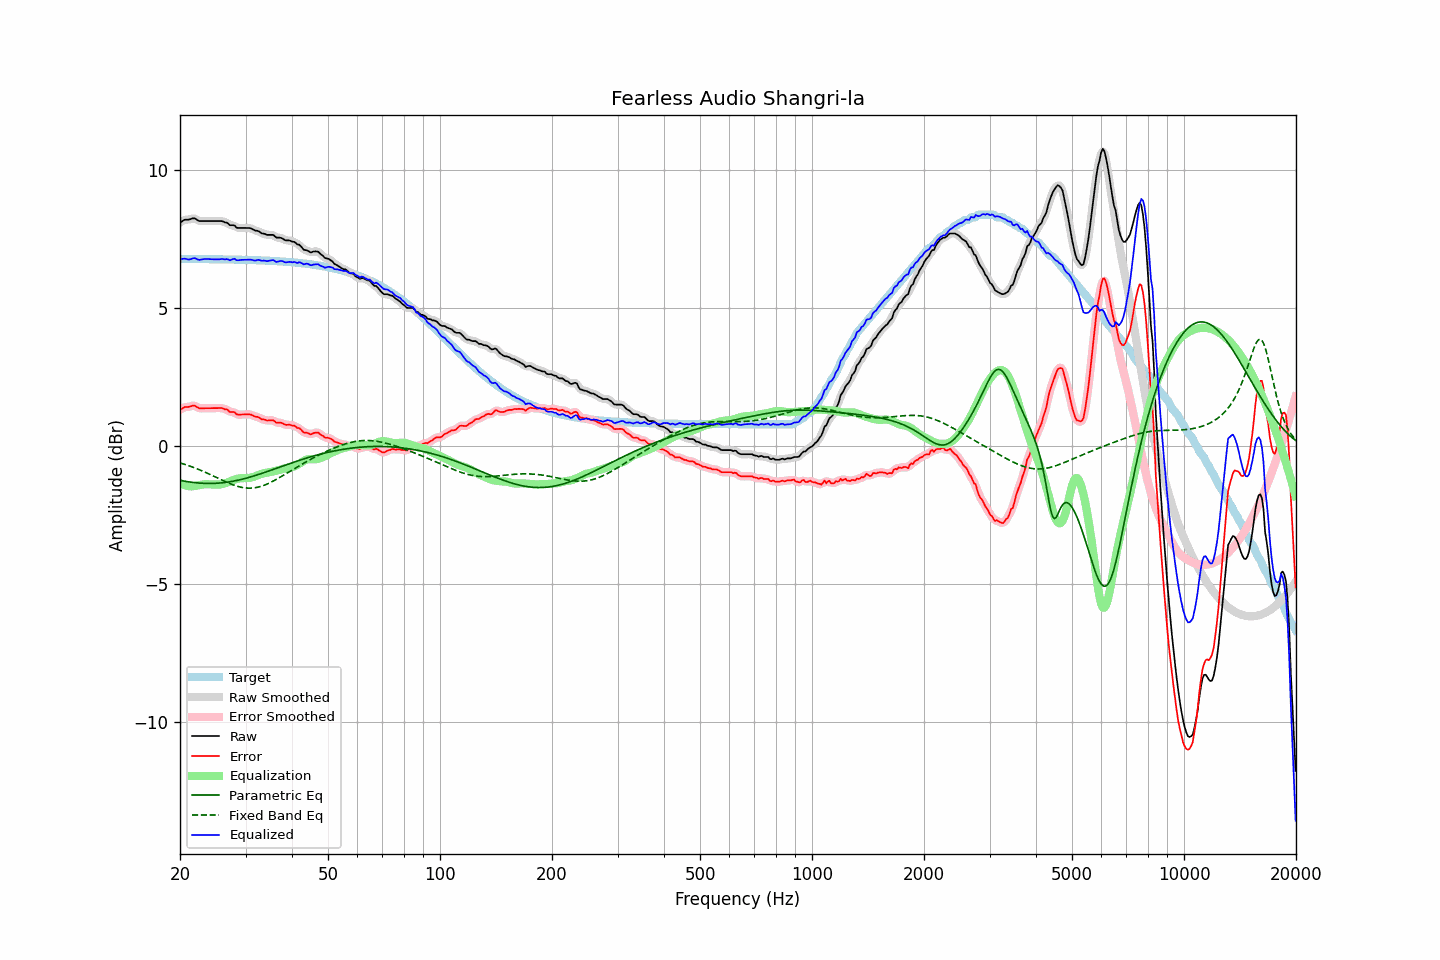 Fearless Audio Shangri-la
Amplitude (dBr)
10
5
0
−5
−10
Target
Raw Smoothed
Error Smoothed
Raw
Error
Equalization
Parametric Eq
Fixed Band Eq
Equalized
20 50 100 200 500 1000 2000 5000 10000 20000
Frequency (Hz)